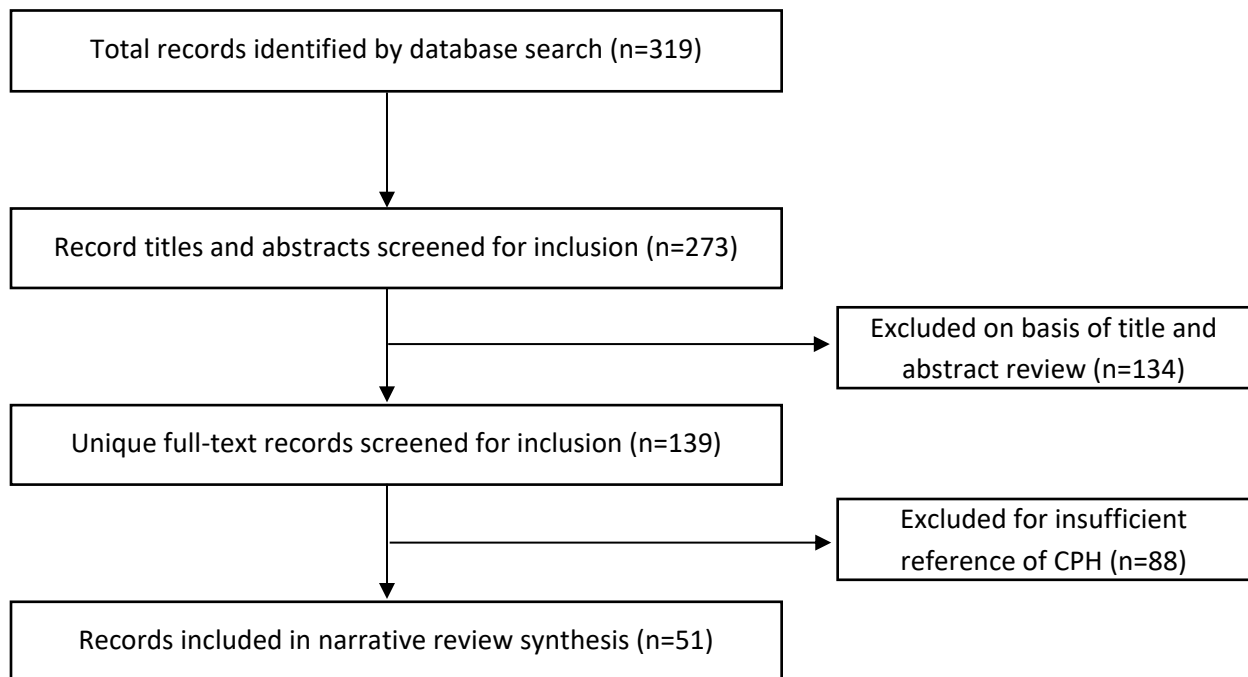 Total records identified by database search (n=319)
Record titles and abstracts screened for inclusion (n=273)
Excluded on basis of title and
abstract review (n=134)
Unique full-text records screened for inclusion (n=139)
Excluded for insufficient
reference of CPH (n=88)
Records included in narrative review synthesis (n=51)